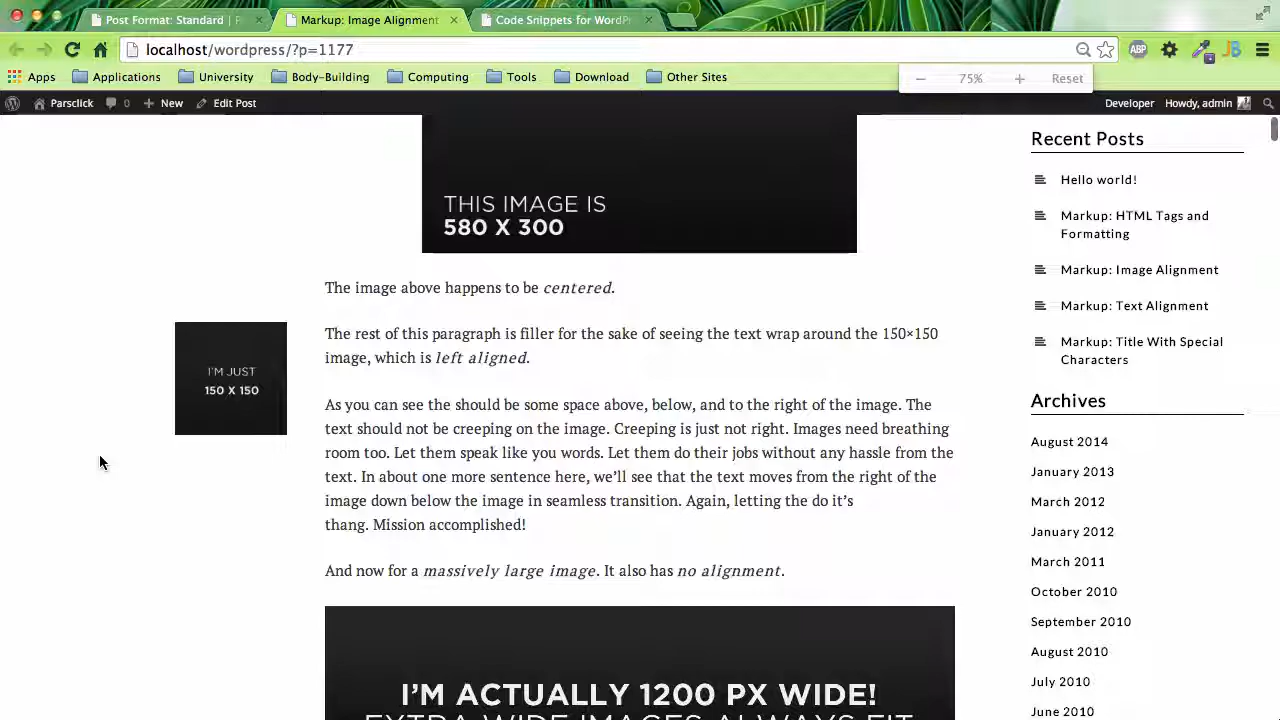 Post Format: Standard | P
Markup: Image Alignment
Code Snippets for WordPr
localhost/wordpress/?p=1177
ABP
JB
Apps
Applications
University
Body-Building
Computing
Tools
Download
Other Sites
− 75% + Reset
Parsclick 0 + New Edit Post Developer Howdy, admin
THIS IMAGE IS
580 X 300
The image above happens to be centered.
I'M JUST
150 X 150
The rest of this paragraph is filler for the sake of seeing the text wrap around the 150×150
image, which is left aligned.
As you can see the should be some space above, below, and to the right of the image. The
text should not be creeping on the image. Creeping is just not right. Images need breathing
room too. Let them speak like you words. Let them do their jobs without any hassle from the
text. In about one more sentence here, we'll see that the text moves from the right of the
image down below the image in seamless transition. Again, letting the do it's
thang. Mission accomplished!
And now for a massively large image. It also has no alignment.
I'M ACTUALLY 1200 PX WIDE!
EXTRA WIDE IMAGES ALWAYS FIT
Recent Posts
Hello world!
Markup: HTML Tags and
Formatting
Markup: Image Alignment
Markup: Text Alignment
Markup: Title With Special
Characters
Archives
August 2014
January 2013
March 2012
January 2012
March 2011
October 2010
September 2010
August 2010
July 2010
June 2010